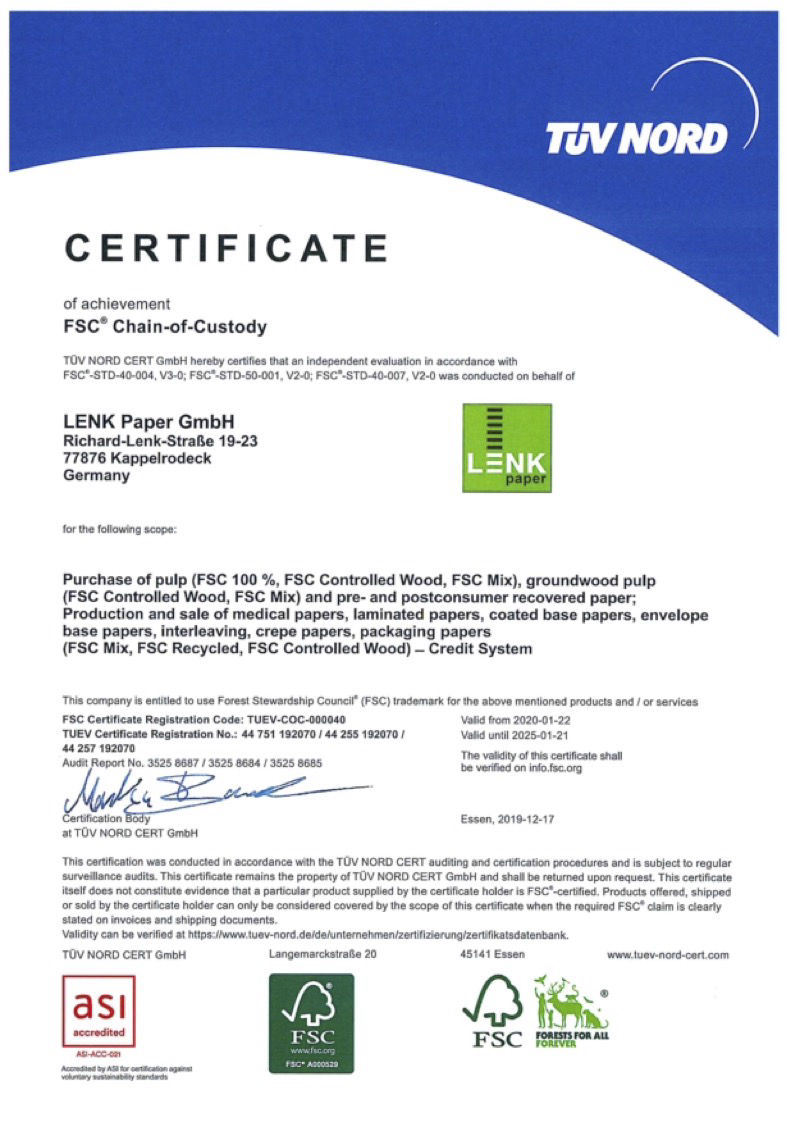 TÜV NORD
CERTIFICATE
of achievement
FSC® Chain-of-Custody
TÜV NORD CERT GmbH hereby certifies that an independent evaluation in accordance with
FSC®-STD-40-004, V3-0; FSC®-STD-50-001, V2-0; FSC®-STD-40-007, V2-0 was conducted on behalf of
LENK Paper GmbH
Richard-Lenk-Straße 19-23
77876 Kappelrodeck
Germany
LENK
paper
for the following scope:
Purchase of pulp (FSC 100 %, FSC Controlled Wood, FSC Mix), groundwood pulp
(FSC Controlled Wood, FSC Mix) and pre- and postconsumer recovered paper;
Production and sale of medical papers, laminated papers, coated base papers, envelope
base papers, interleaving, crepe papers, packaging papers
(FSC Mix, FSC Recycled, FSC Controlled Wood) – Credit System
This company is entitled to use Forest Stewardship Council® (FSC) trademark for the above mentioned products and / or services
FSC Certificate Registration Code: TUEV-COC-000040
TUEV Certificate Registration No.: 44 751 192070 / 44 255 192070 /
44 257 192070
Audit Report No. 3525 8687 / 3525 8684 / 3525 8685
Valid from 2020-01-22
Valid until 2025-01-21
The validity of this certificate shall
be verified on info.fsc.org
Certification Body
at TÜV NORD CERT GmbH
Essen, 2019-12-17
This certification was conducted in accordance with the TÜV NORD CERT auditing and certification procedures and is subject to regular
surveillance audits. This certificate remains the property of TÜV NORD CERT GmbH and shall be returned upon request. This certificate
itself does not constitute evidence that a particular product supplied by the certificate holder is FSC®-certified. Products offered, shipped
or sold by the certificate holder can only be considered covered by the scope of this certificate when the required FSC® claim is clearly
stated on invoices and shipping documents.
Validity can be verified at https://www.tuev-nord.de/de/unternehmen/zertifizierung/zertifikatsdatenbank.
TÜV NORD CERT GmbH Langemarckstraße 20 45141 Essen www.tuev-nord-cert.com
asi
accredited
ASI-ACC-021
Accredited by ASI for certification against
voluntary sustainability standards
®
FSC
www.fsc.org
FSC® A000529
FSC
®
FORESTS FOR ALL
FOREVER